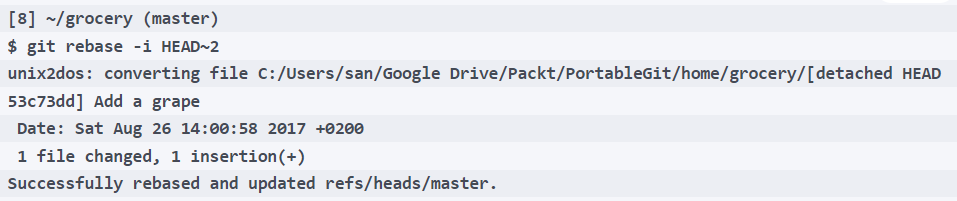 [8] ~/grocery (master)
$ git rebase -i HEAD~2
unix2dos: converting file C:/Users/san/Google Drive/Packt/PortableGit/home/grocery/[detached HEAD
53c73dd] Add a grape
 Date: Sat Aug 26 14:00:58 2017 +0200
 1 file changed, 1 insertion(+)
Successfully rebased and updated refs/heads/master.